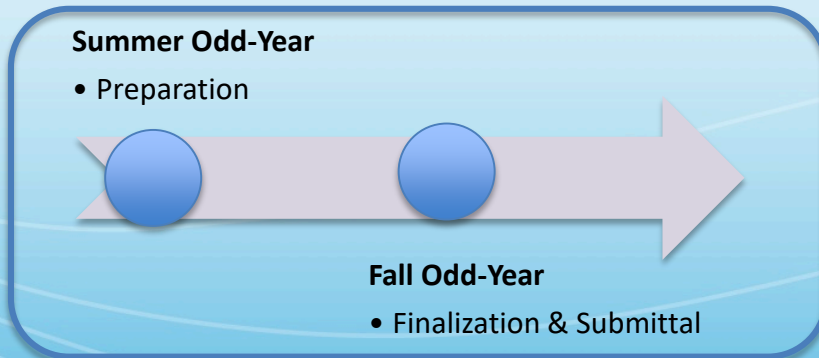 Summer Odd-Year
• Preparation
Fall Odd-Year
• Finalization & Submittal